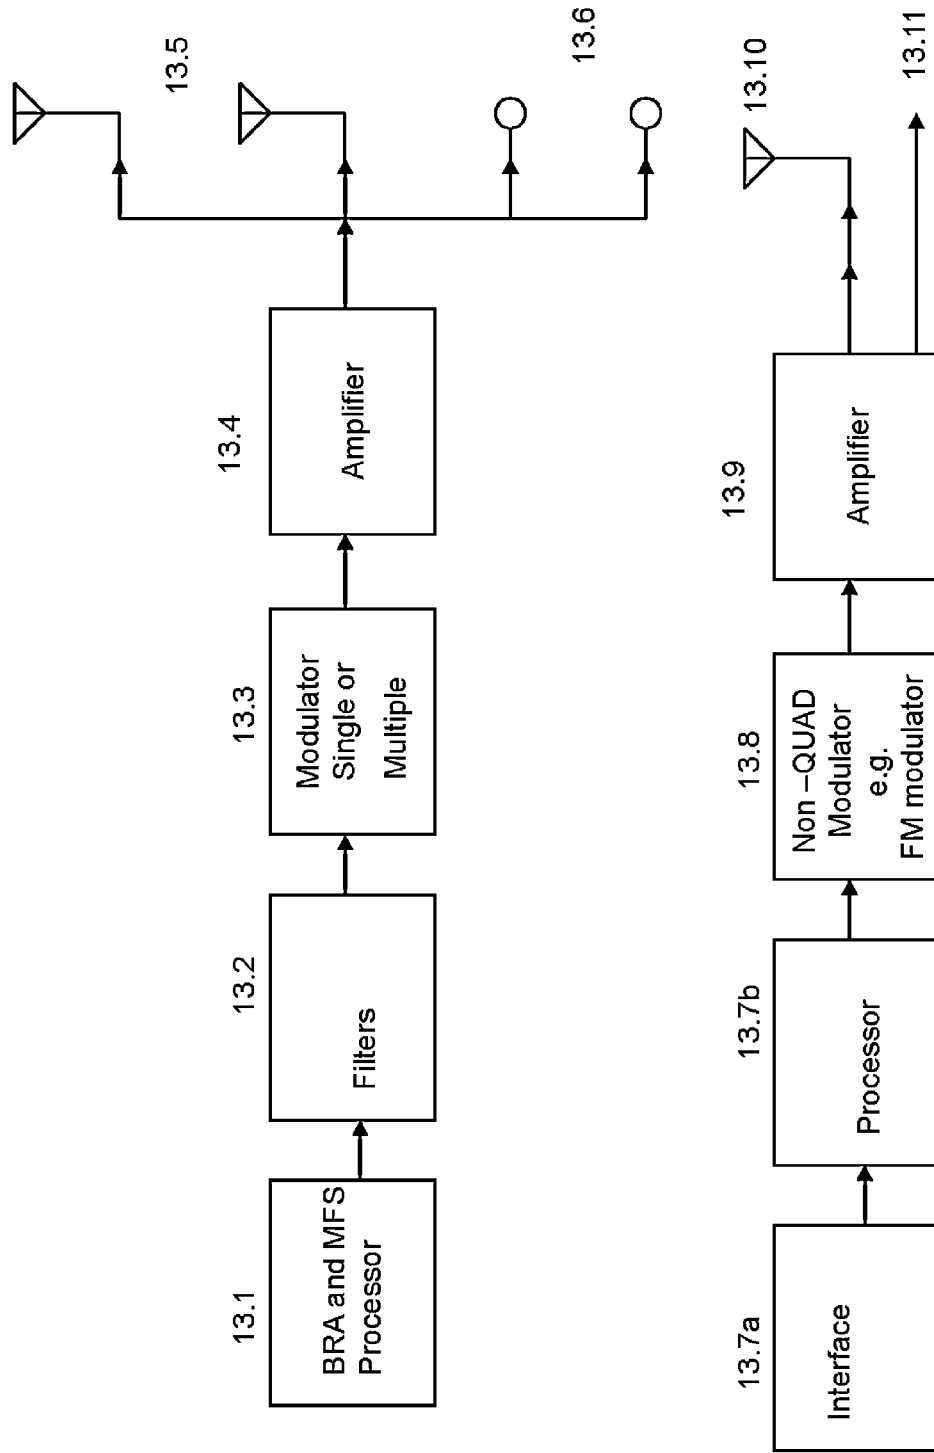 13.1
BRA and MFS
Processor
13.2
Filters
13.3
Modulator
Single or
Multiple
13.4
Amplifier
13.5
13.6
13.7a
Interface
13.7b
Processor
13.8
Non –QUAD
Modulator
e.g.
FM modulator
13.9
Amplifier
13.10
13.11